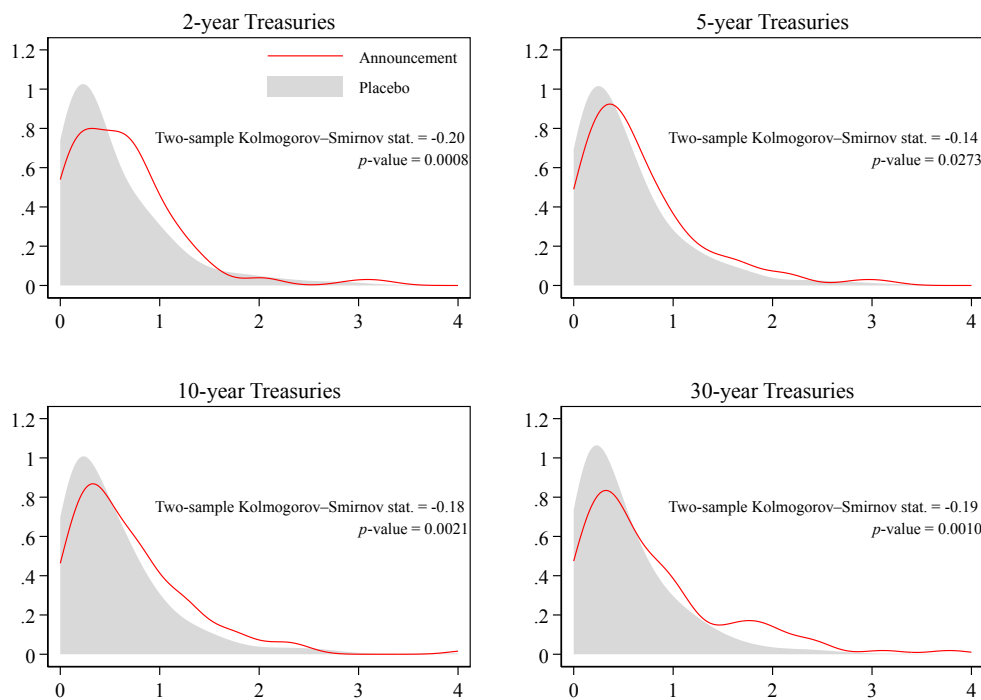 2-year Treasuries
1.2
1
.8
.6
.4
.2
0
Announcement
Placebo
Two-sample Kolmogorov–Smirnov stat. = -0.20
p-value = 0.0008
0 1 2 3 4
5-year Treasuries
1.2
1
.8
.6
.4
.2
0
Two-sample Kolmogorov–Smirnov stat. = -0.14
p-value = 0.0273
0 1 2 3 4
10-year Treasuries
1.2
1
.8
.6
.4
.2
0
Two-sample Kolmogorov–Smirnov stat. = -0.18
p-value = 0.0021
0 1 2 3 4
30-year Treasuries
1.2
1
.8
.6
.4
.2
0
Two-sample Kolmogorov–Smirnov stat. = -0.19
p-value = 0.0010
0 1 2 3 4